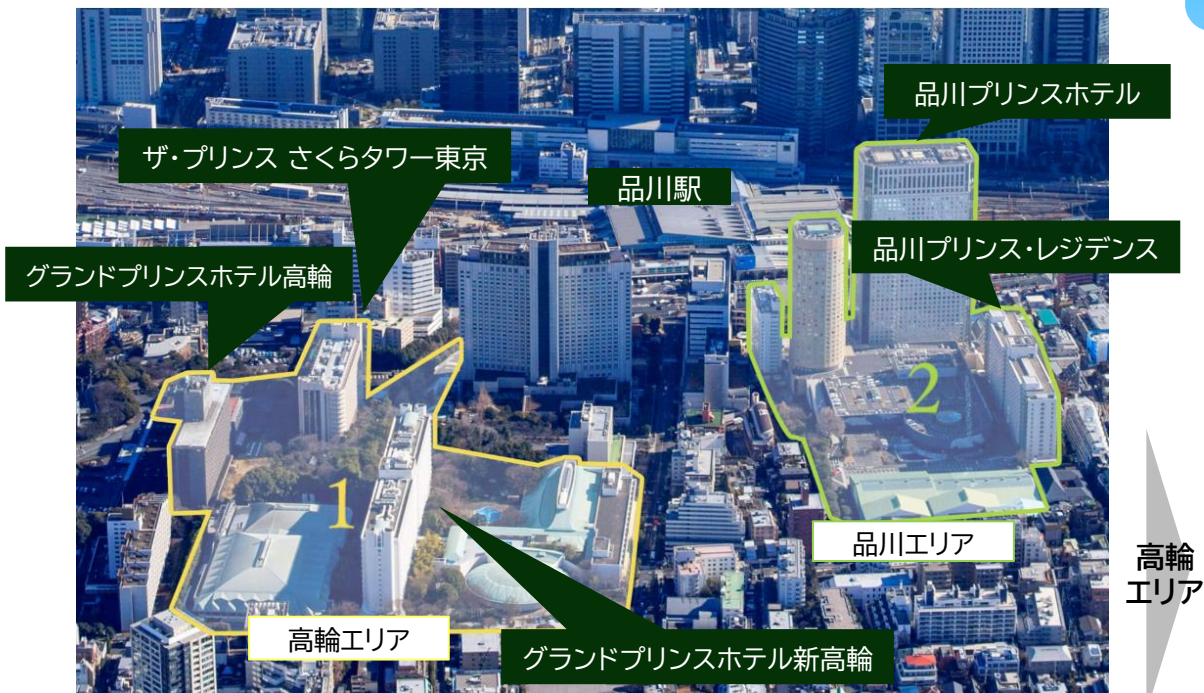 品川プリンスホテル
ザ・プリンス さくらタワー東京
品川駅
品川プリンス・レジデンス
グランドプリンスホテル高輪
2
1
品川エリア
高輪
エリア
高輪エリア
グランドプリンスホテル新高輪